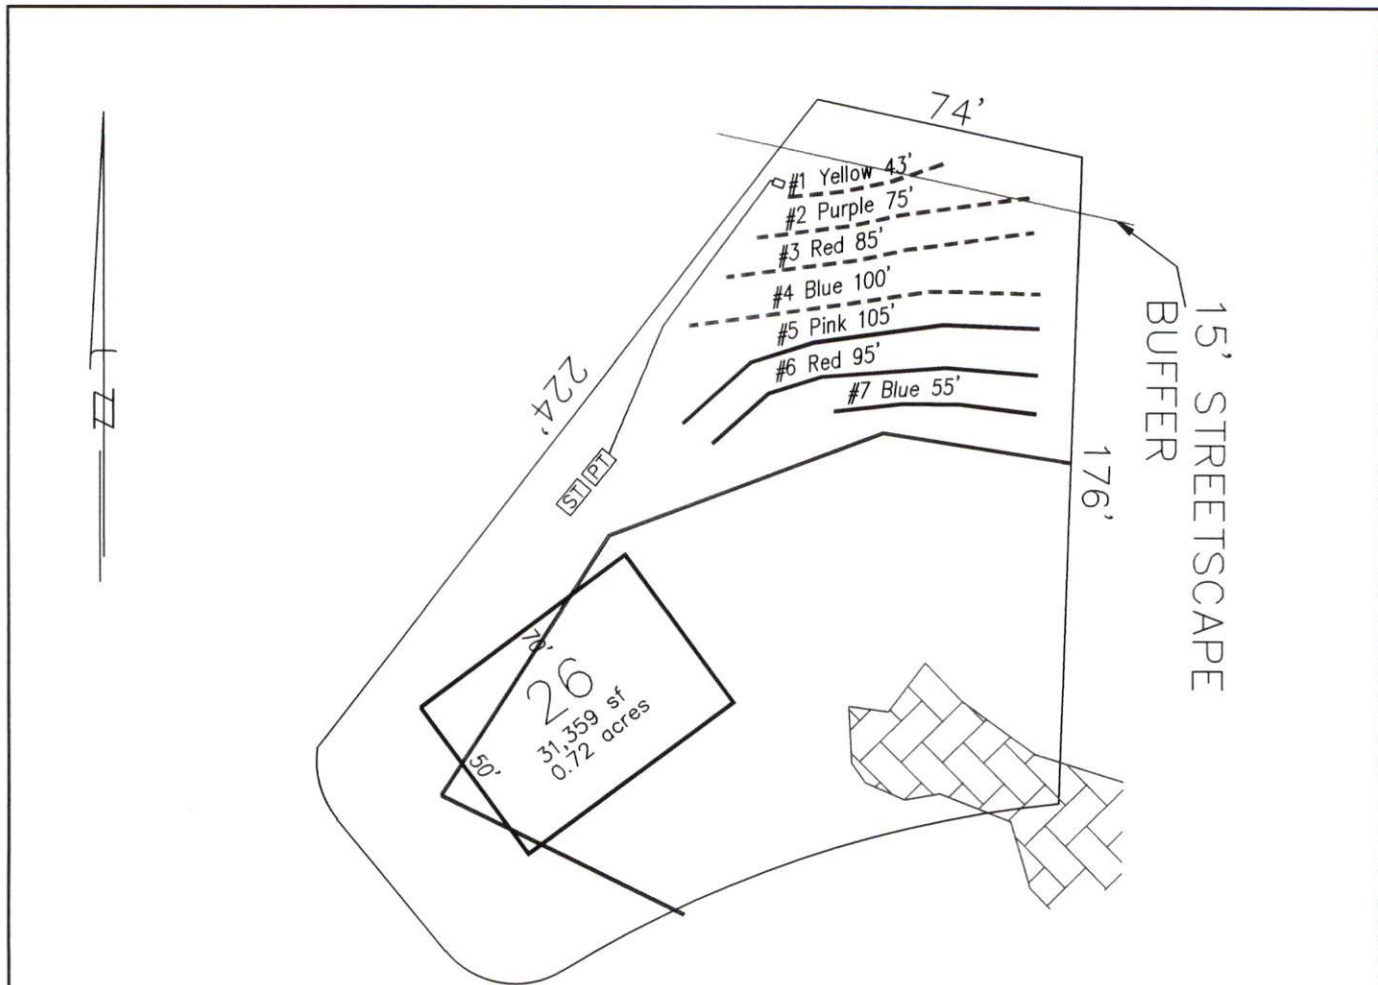 74'
#1 Yellow 43'
#2 Purple 75'
#3 Red 85'
#4 Blue 100'
#5 Pink 105'
#6 Red 95'
#7 Blue 55'
15' STREETSCAPE
BUFFER
224'
176'
N
ST
PT
70'
26
31,359 sf
0.72 acres
50'